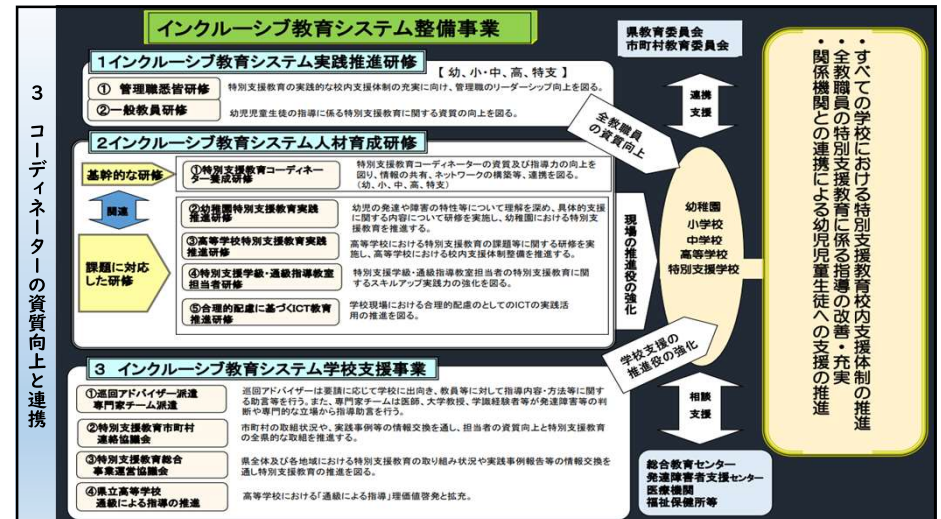 3 コーディネーターの資質向上と連携
インクルーシブ教育システム整備事業
1インクルーシブ教育システム実践推進研修
【 幼、小・中、高、特支 】
① 管理職悉皆研修
特別支援教育の実践的な校内支援体制の充実に向け、管理職のリーダーシップ向上を図る。
②一般教員研修
幼児児童生徒の指導に係る特別支援教育に関する資質の向上を図る。
2インクルーシブ教育システム人材育成研修
基幹的な研修
①特別支援教育コーディネー
ター養成研修
特別支援教育コーディネーターの資質及び指導力の向上を
図り、情報の共有、ネットワークの構築等、連携を図る。
(幼、小、中、高、特支)
関連
課題に対応
した研修
②幼稚園特別支援教育実践
推進研修
幼児の発達や障害の特性等について理解を深め、具体的支援
に関する内容について研修を実施し、幼稚園における特別支
援教育を推進する。
③高等学校特別支援教育実践
推進研修
高等学校における特別支援教育の課題等に関する研修を実
施し、高等学校における校内支援体制整備を推進する。
④特別支援学級・通級指導教室
担当者研修
特別支援学級・通級指導教室担当者の特別支援教育に関
するスキルアップ実践力の強化を図る。
⑤合理的配慮に基づくICT教育
推進研修
学校現場における合理的配慮としてのICTの実践活
用の推進を図る。
3 インクルーシブ教育システム学校支援事業
①巡回アドバイザー派遣
専門家チーム派遣
巡回アドバイザーは要請に応じて学校に出向き、教員等に対して指導内容・方法等に関す
る助言等を行う。また、専門家チームは医師、大学教授、学識経験者等が発達障害等の判
断や専門的な立場から指導助言を行う。
②特別支援教育市町村
連絡協議会
市町村の取組状況や、実践事例等の情報交換を通し、担当者の資質向上と特別支援教育
の全県的な取組を推進する。
③特別支援教育総合
事業運営協議会
県全体及び各地域における特別支援教育の取り組み状況や実践事例報告等の情報交換を
通し特別支援教育の推進を図る。
④県立高等学校
通級による指導の推進
高等学校における「通級による指導」理価値啓発と拡充。
全教職員
の資質向上
現場の推進役の強化
学校支援の
推進役の強化
県教育委員会
市町村教育委員会
連携
支援
幼稚園
小学校
中学校
高等学校
特別支援学校
相談
支援
総合教育センター
発達障害者支援センター
医療機関
福祉保健所等
・すべての学校における特別支援教育校内支援体制の推進
・全教職員の特別支援教育に係る指導の改善・充実
・関係機関との連携による幼児児童生徒への支援の推進